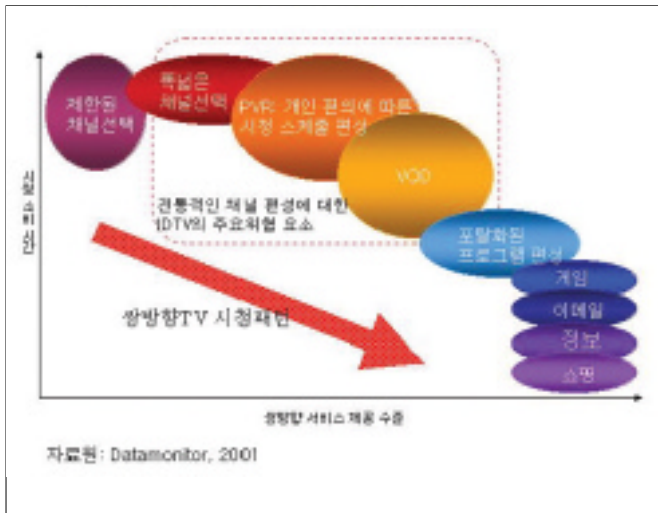 제한된
채널선택
폭넓은
채널선택
PVR: 개인 편의에 따른
시청 스케줄 편성
VOD
전통적인 채널 편성에 대한
iDTV의 주요위협 요소
포탈화된
프로그램 편성
게임
이메일
정보
쇼핑
쌍방향TV 시청패턴
시청 소비 시간
쌍방향 서비스 제공 수준
자료원: Datamonitor, 2001